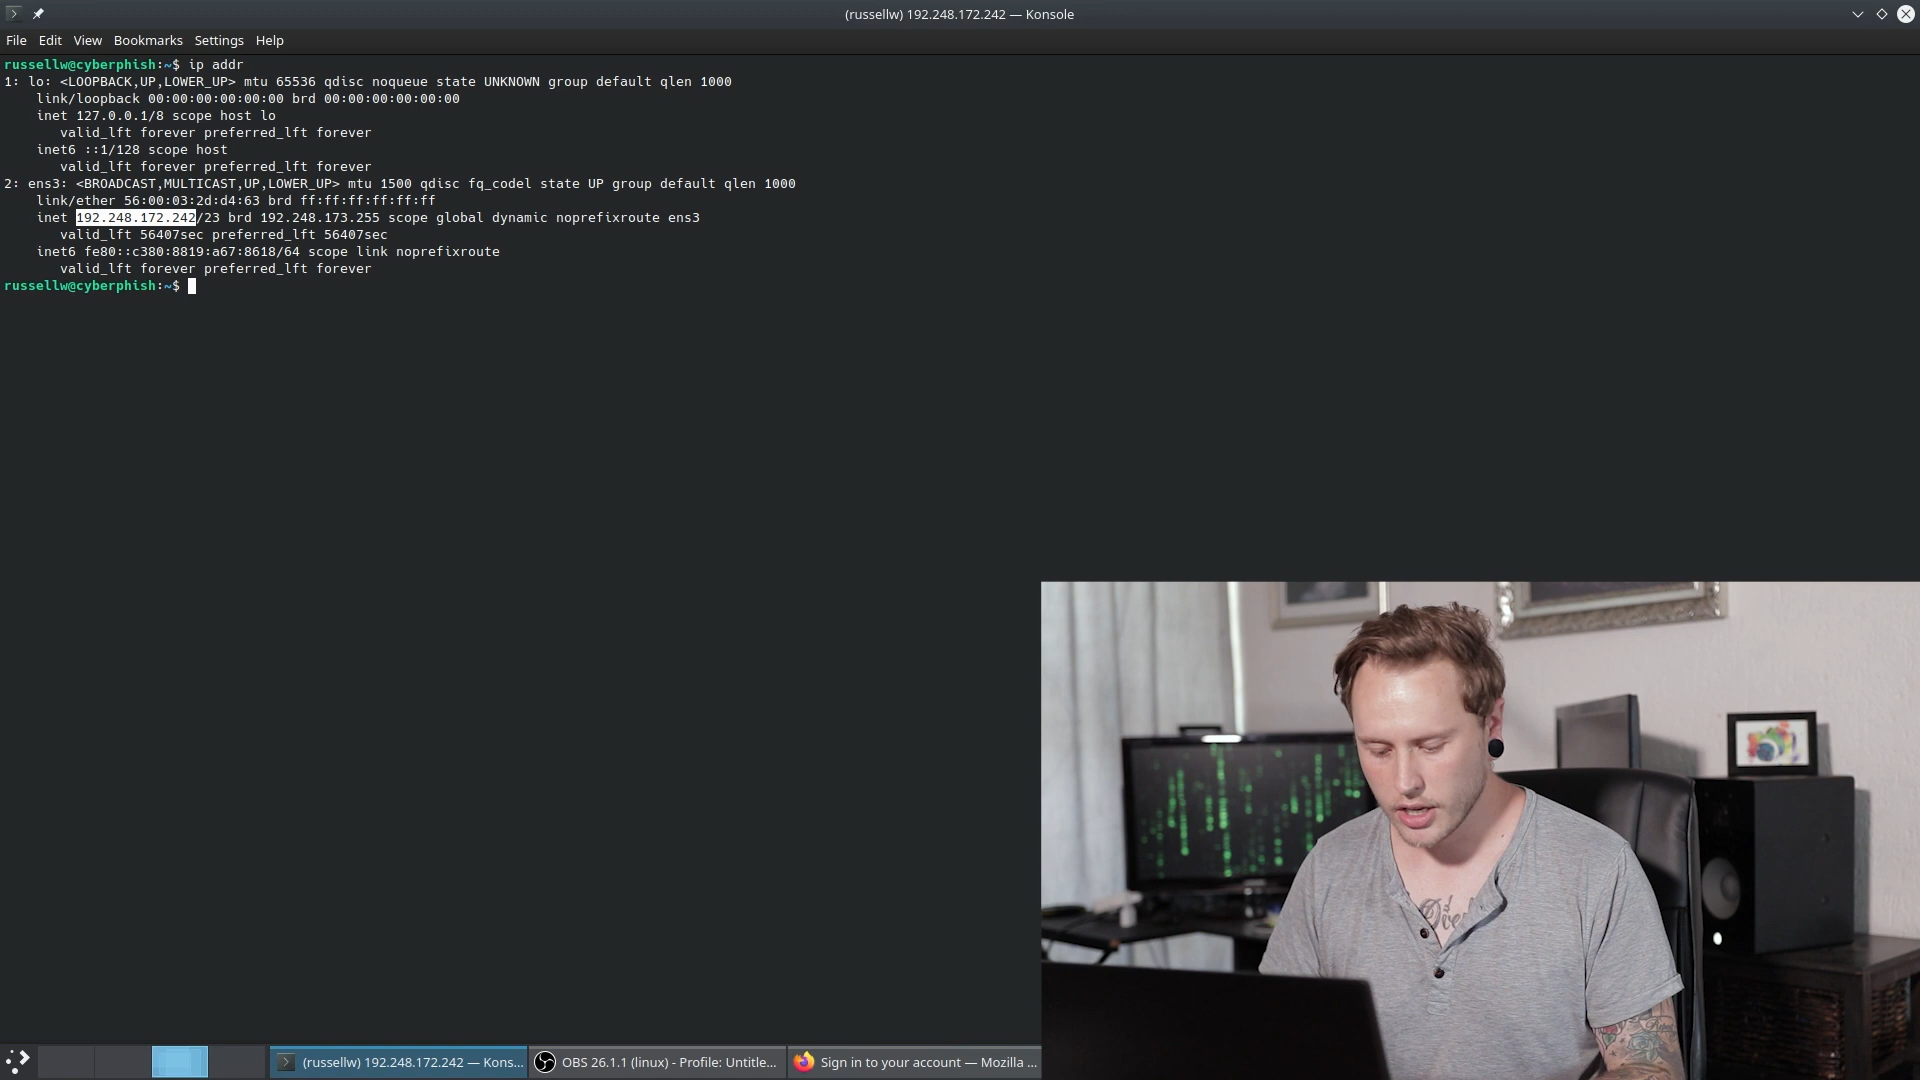 (russellw) 192.248.172.242 — Konsole
File Edit View Bookmarks Settings Help
russellw@cyberphish:~$ ip addr
1: lo: <LOOPBACK,UP,LOWER_UP> mtu 65536 qdisc noqueue state UNKNOWN group default qlen 1000
link/loopback 00:00:00:00:00:00 brd 00:00:00:00:00:00
inet 127.0.0.1/8 scope host lo
valid_lft forever preferred_lft forever
inet6 ::1/128 scope host
valid_lft forever preferred_lft forever
2: ens3: <BROADCAST,MULTICAST,UP,LOWER_UP> mtu 1500 qdisc fq_codel state UP group default qlen 1000
link/ether 56:00:03:2d:d4:63 brd ff:ff:ff:ff:ff:ff
inet 192.248.172.242/23 brd 192.248.173.255 scope global dynamic noprefixroute ens3
valid_lft 56407sec preferred_lft 56407sec
inet6 fe80::c380:8819:a67:8618/64 scope link noprefixroute
valid_lft forever preferred_lft forever
russellw@cyberphish:~$
(russellw) 192.248.172.242 — Kons...
OBS 26.1.1 (linux) - Profile: Untitle...
Sign in to your account — Mozilla ...